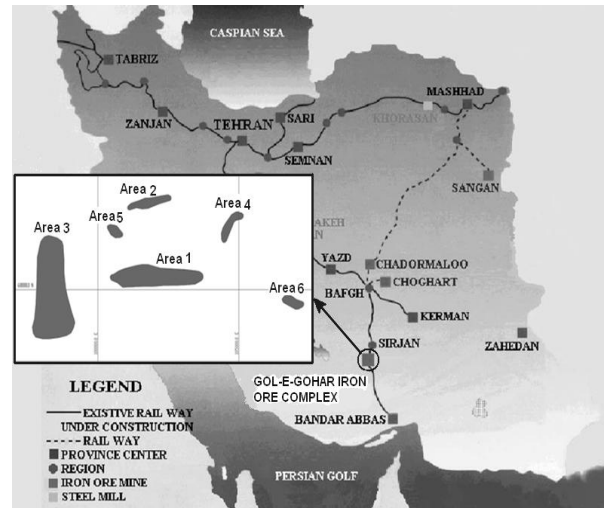 CASPIAN SEA
TABRIZ
MASHHAD
ZANJAN
TEHRAN
SARI
KHORASAN
SEMNAN
SANGAN
Area 2
Area 4
Area 5
Area 3
Area 1
Area 6
AKEH
YAZD
CHADORMALOO
CHOGHART
BAFGH
KERMAN
SIRJAN
ZAHEDAN
GOL-E-GOHAR IRON
ORE COMPLEX
BANDAR ABBAS
PERSIAN GOLF
LEGEND
EXISTIVE RAIL WAY
UNDER CONSTRUCTION
RAIL WAY
PROVINCE CENTER
REGION
IRON ORE MINE
STEEL MILL